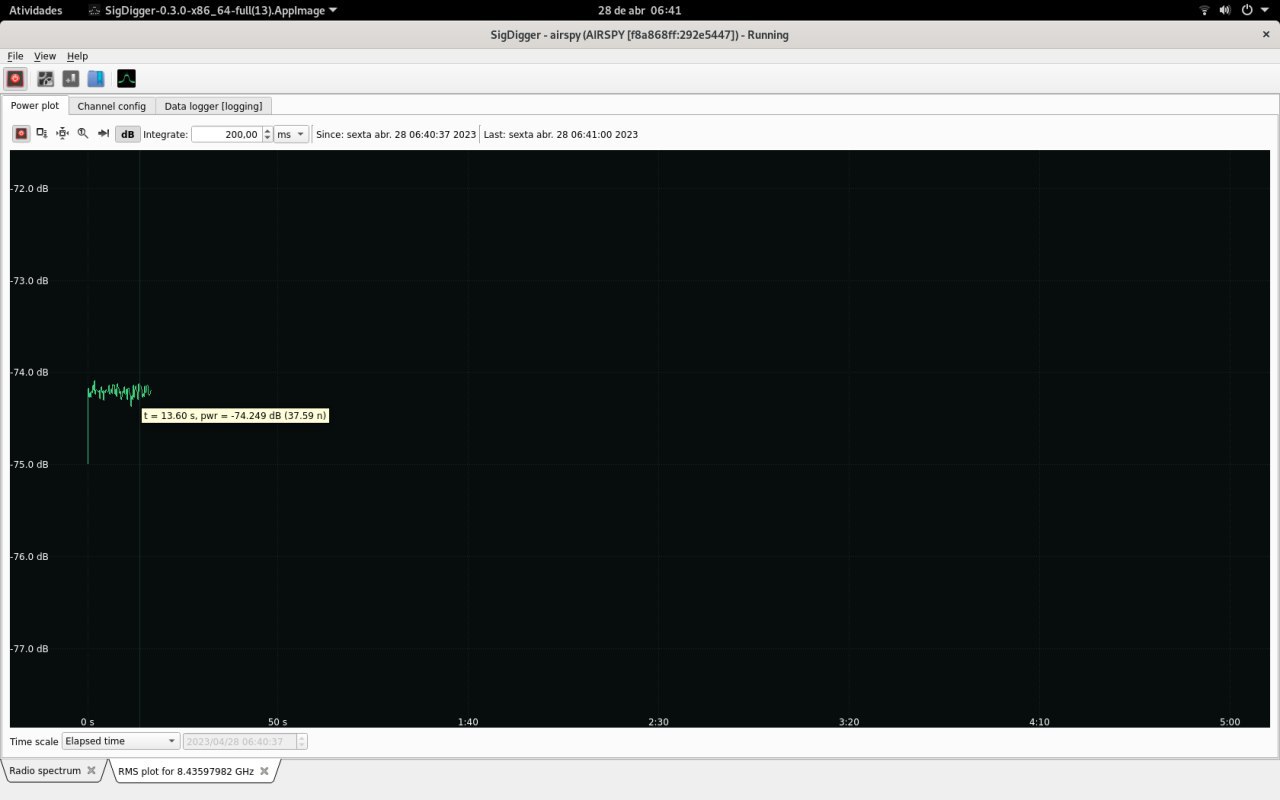 Atividades SigDigger-0.3.0-x86_64-full(13).AppImage 28 de abr 06:41
SigDigger - airspy (AIRSPY [f8a868ff:292e5447]) - Running
File View Help
Power plot Channel config Data logger [logging]
dB Integrate: 200,00 ms Since: sexta abr. 28 06:40:37 2023 Last: sexta abr. 28 06:41:00 2023
-72.0 dB
-73.0 dB
-74.0 dB
t = 13.60 s, pwr = -74.249 dB (37.59 n)
-75.0 dB
-76.0 dB
-77.0 dB
0 s 50 s 1:40 2:30 3:20 4:10 5:00
Time scale Elapsed time 2023/04/28 06:40:37
Radio spectrum RMS plot for 8.43597982 GHz